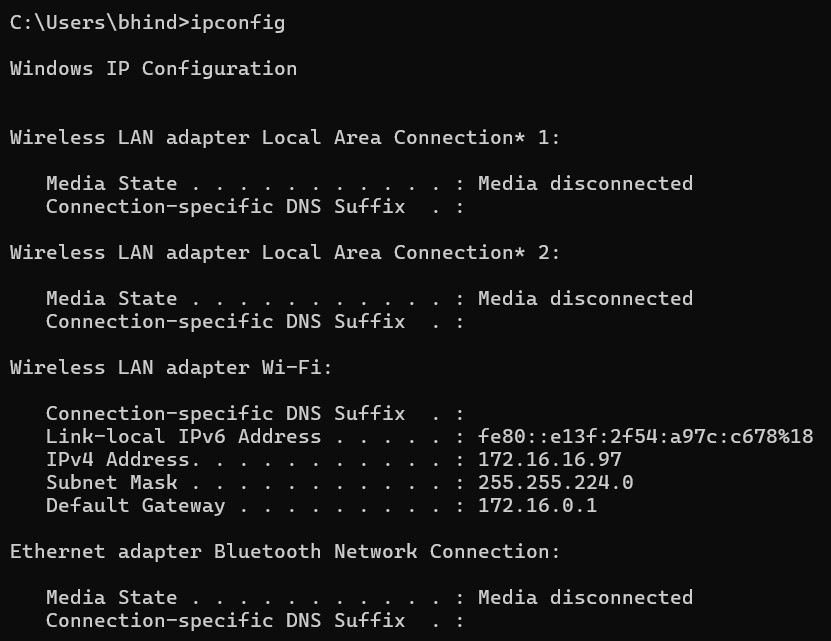 C:\Users\bhind>ipconfig
Windows IP Configuration
Wireless LAN adapter Local Area Connection* 1:
   Media State . . . . . . . . . . . : Media disconnected
   Connection-specific DNS Suffix  . :
Wireless LAN adapter Local Area Connection* 2:
   Media State . . . . . . . . . . . : Media disconnected
   Connection-specific DNS Suffix  . :
Wireless LAN adapter Wi-Fi:
   Connection-specific DNS Suffix  . :
   Link-local IPv6 Address . . . . . : fe80::e13f:2f54:a97c:c678%18
   IPv4 Address. . . . . . . . . . . : 172.16.16.97
   Subnet Mask . . . . . . . . . . . : 255.255.224.0
   Default Gateway . . . . . . . . . : 172.16.0.1
Ethernet adapter Bluetooth Network Connection:
   Media State . . . . . . . . . . . : Media disconnected
   Connection-specific DNS Suffix  . :